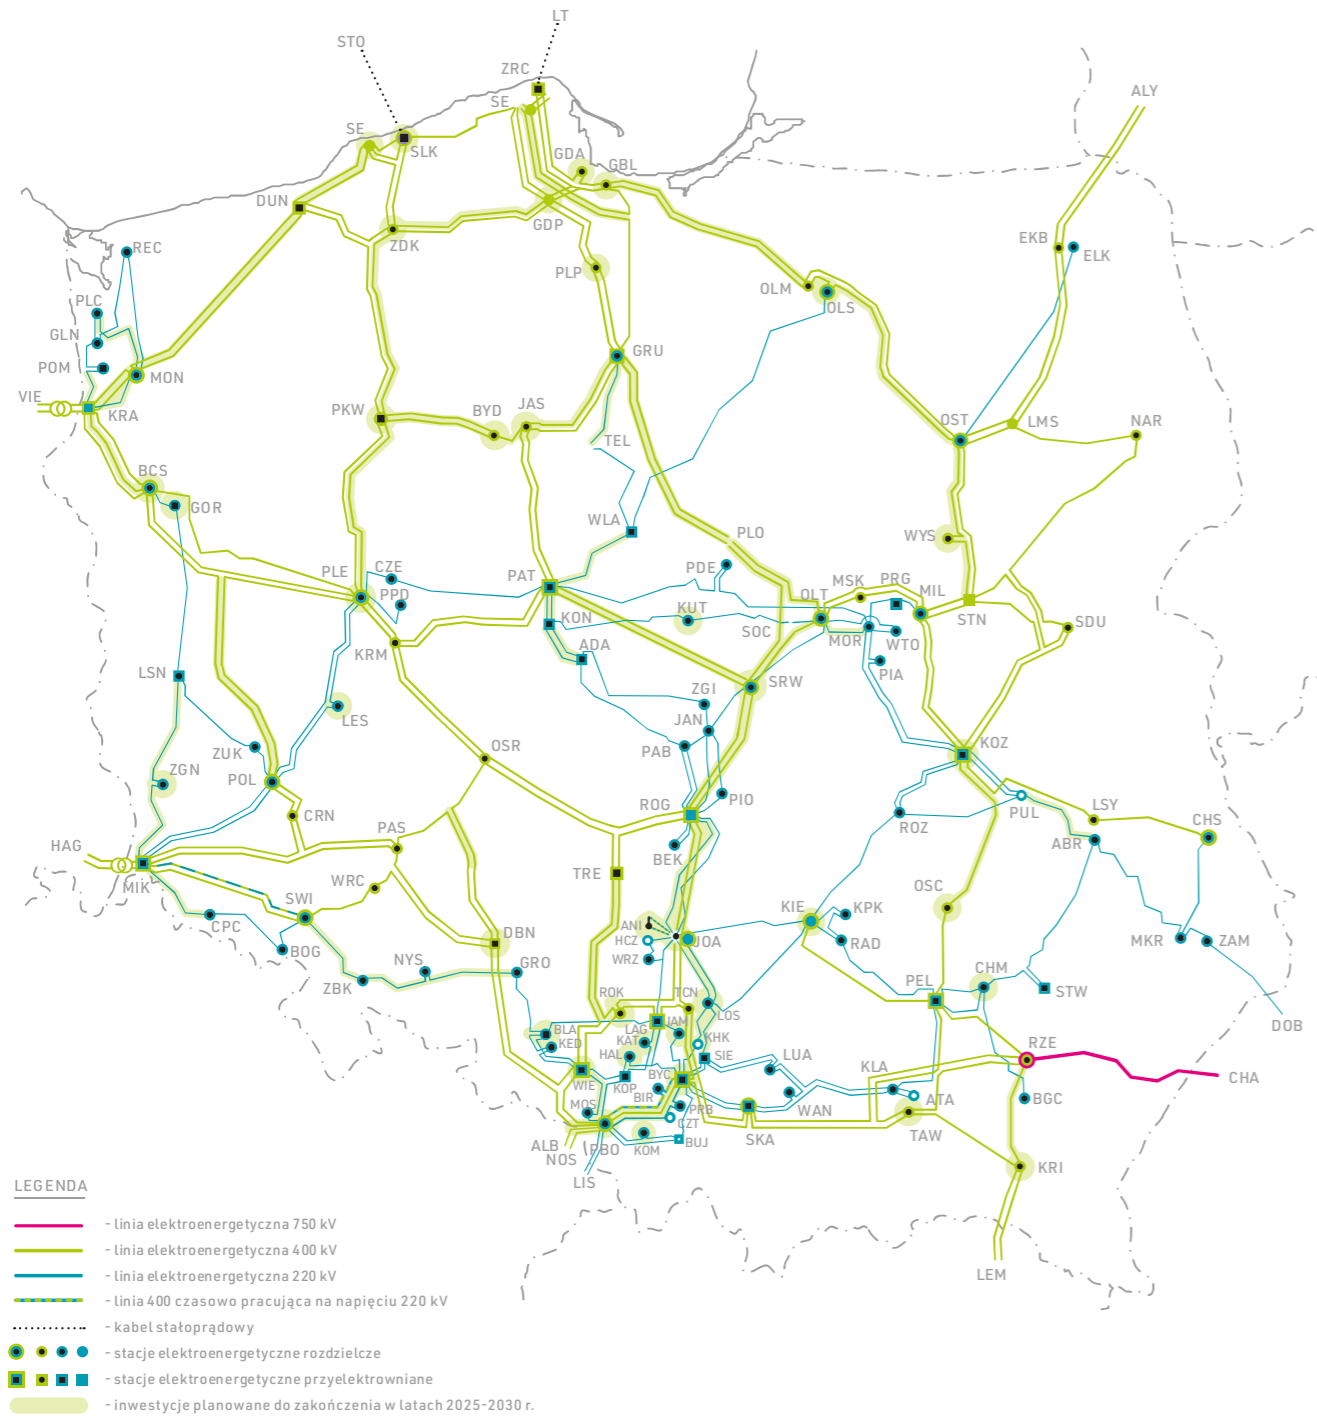 LT
STO
ZRC
SE
SE
SLK
ALY
GDA
GBL
DUN
GDP
ZDK
EKB
ELK
REC
PLP
OLM
OLS
PLC
GLN
POM
MON
GRU
VIE
KRA
PKW
BYD
JAS
TEL
OST
LMS
NAR
BCS
GOR
WLA
PLO
WYS
PLE
CZE
PPD
PAT
PDE
OLT
MSK
PRG
MIL
STN
SDU
KON
KUT
SOC
MOR
WTO
KRM
ADA
PIA
LSN
SRW
ZGI
LES
JAN
ZUK
OSR
PAB
KOZ
ZGN
POL
PIO
ROG
CRN
PUL
LSY
CHS
ROZ
PAS
HAG
MIK
BEK
ABR
WRC
TRE
SWI
OSC
CPC
KIE
KPK
ANI
HCZ
JOA
RAD
MKR
ZAM
BOG
DBN
WRZ
NYS
GRO
ZBK
CHM
PEL
STW
ROK
TCN
LOS
DOB
BLA
LAG
JAM
KAT
KHK
KED
HAL
SIE
LUA
RZE
CHA
WIE
KOP
BYC
KLA
BIR
WAN
ATA
BGC
MOS
PRB
CZT
TAW
ALB
PBO
KOM
BUJ
SKA
NOS
LIS
KRI
LEM
LEGENDA
- linia elektroenergetyczna 750 kV
- linia elektroenergetyczna 400 kV
- linia elektroenergetyczna 220 kV
- linia 400 czasowo pracująca na napięciu 220 kV
- kabel stałoprądowy
- stacje elektroenergetyczne rozdzielcze
- stacje elektroenergetyczne przyelektrowniane
- inwestycje planowane do zakończenia w latach 2025-2030 r.